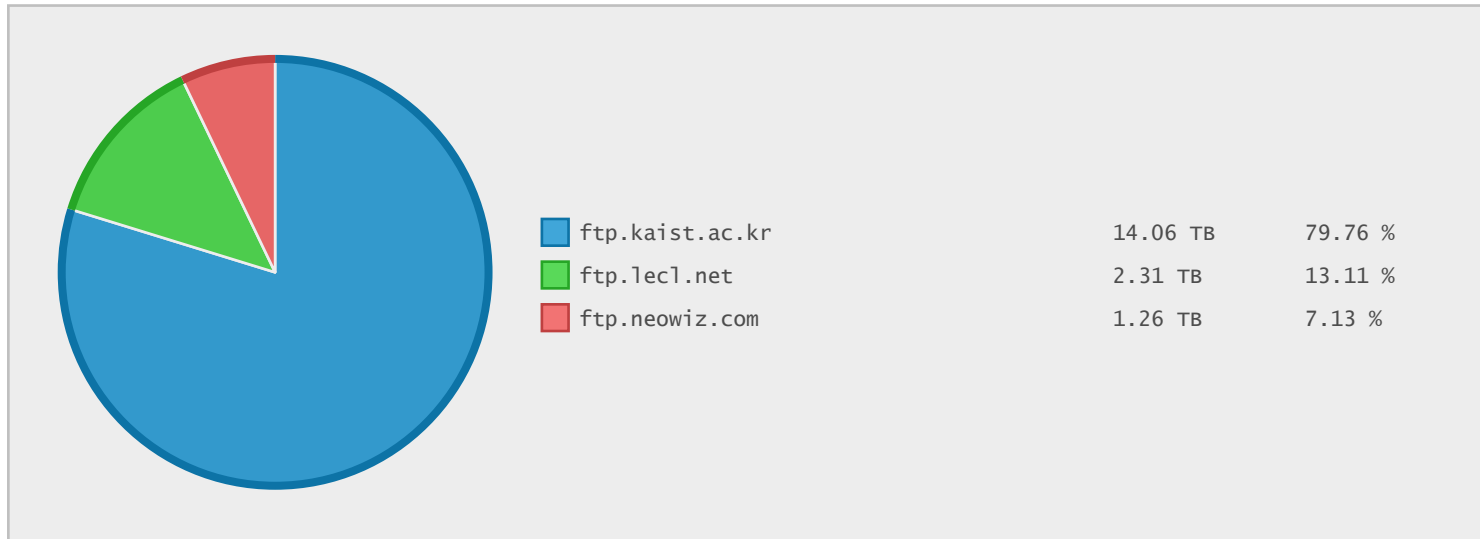 ftp.kaist.ac.kr 14.06 TB 79.76 %
ftp.lecl.net 2.31 TB 13.11 %
ftp.neowiz.com 1.26 TB 7.13 %